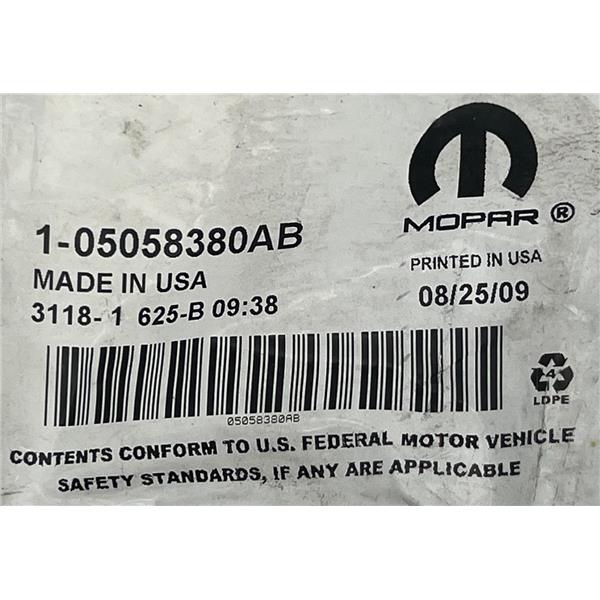 MOPAR ®
1-05058380AB
MADE IN USA
3118- 1 625-B 09:38
PRINTED IN USA
08/25/09
05058380AB
4
LDPE
CONTENTS CONFORM TO U.S. FEDERAL MOTOR VEHICLE
SAFETY STANDARDS, IF ANY ARE APPLICABLE